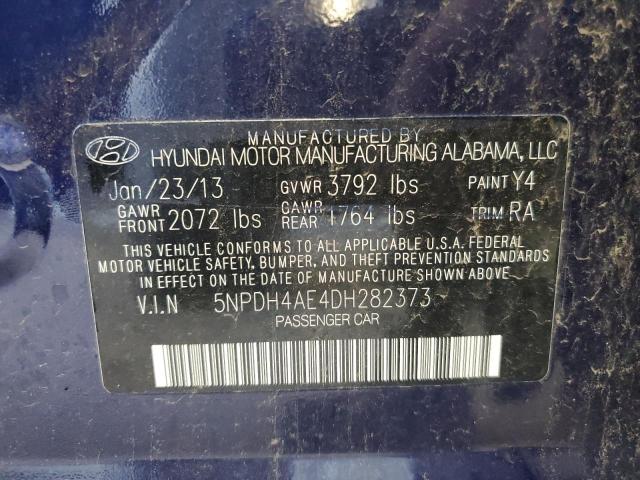 MANUFACTURED BY
HYUNDAI MOTOR MANUFACTURING ALABAMA, LLC
Jan/23/13 GVWR 3792 lbs PAINT Y4
GAWR FRONT 2072 lbs GAWR REAR 1764 lbs TRIM RA
THIS VEHICLE CONFORMS TO ALL APPLICABLE U.S.A. FEDERAL
MOTOR VEHICLE SAFETY, BUMPER, AND THEFT PREVENTION STANDARDS
IN EFFECT ON THE DATE OF MANUFACTURE SHOWN ABOVE
V.I.N 5NPDH4AE4DH282373
PASSENGER CAR